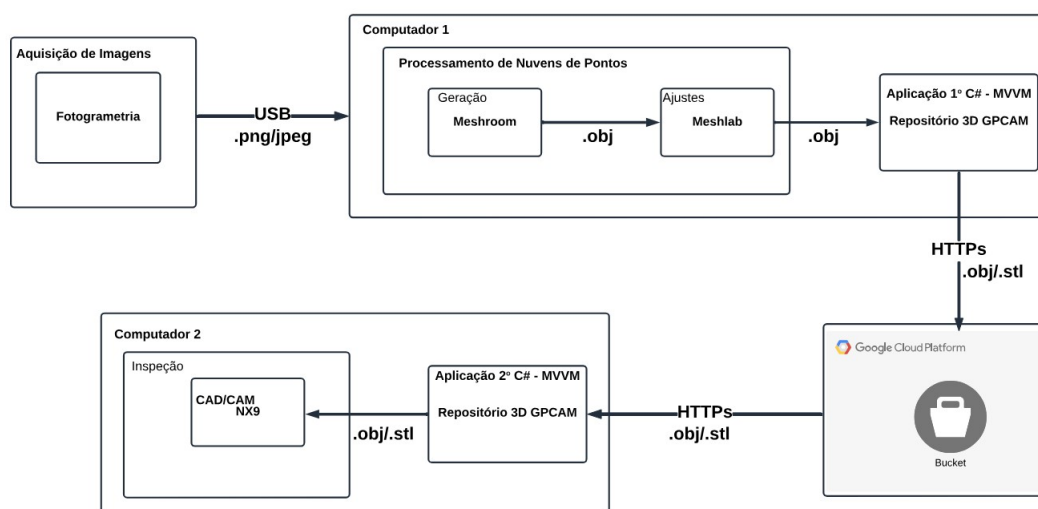 Aquisição de Imagens
Fotogrametria
USB
.png/jpeg
Computador 1
Processamento de Nuvens de Pontos
Geração
Meshroom
.obj
Ajustes
Meshlab
.obj
Aplicação 1º C# - MVVM
Repositório 3D GPCAM
HTTPs
.obj/.stl
Google Cloud Platform
Bucket
HTTPs
.obj/.stl
Computador 2
Aplicação 2º C# - MVVM
Repositório 3D GPCAM
.obj/.stl
Inspeção
CAD/CAM
NX9